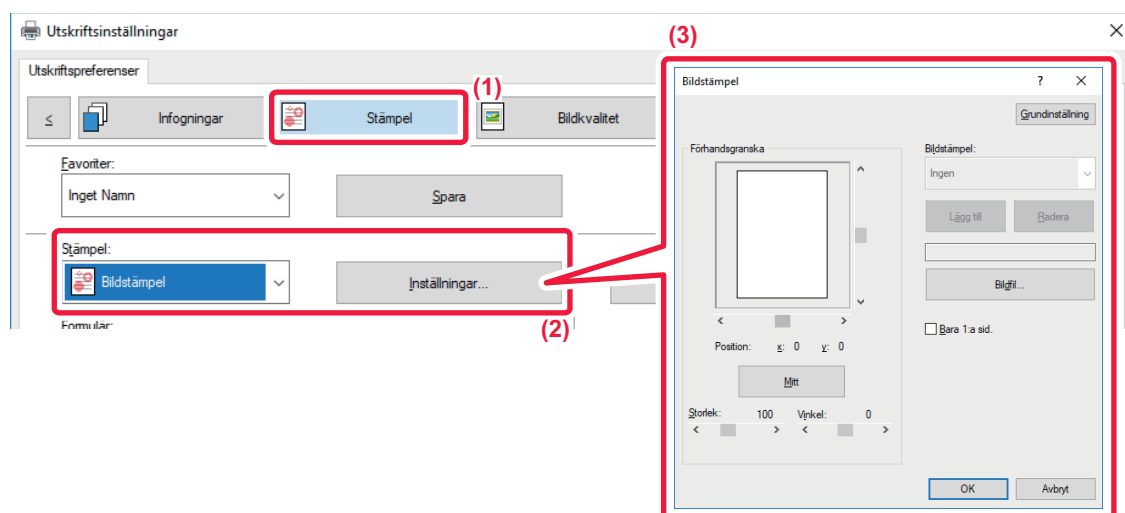 Utskriftsinställningar
Utskriftspreferenser
(1)
≤ Infogningar Stämpel Bildkvalitet
Favoriter:
Inget Namn Spara
Stämpel:
Bildstämpel Inställningar...
Formulär:
(2)
(3)
Bildstämpel ? ×
Grundinställning
Förhandsgranska
Position: x: 0 y: 0
Mitt
Storlek: 100 Vinkel: 0
Bildstämpel:
Ingen
Lägg till Radera
Bildfil...
Bara 1:a sid.
OK Avbryt